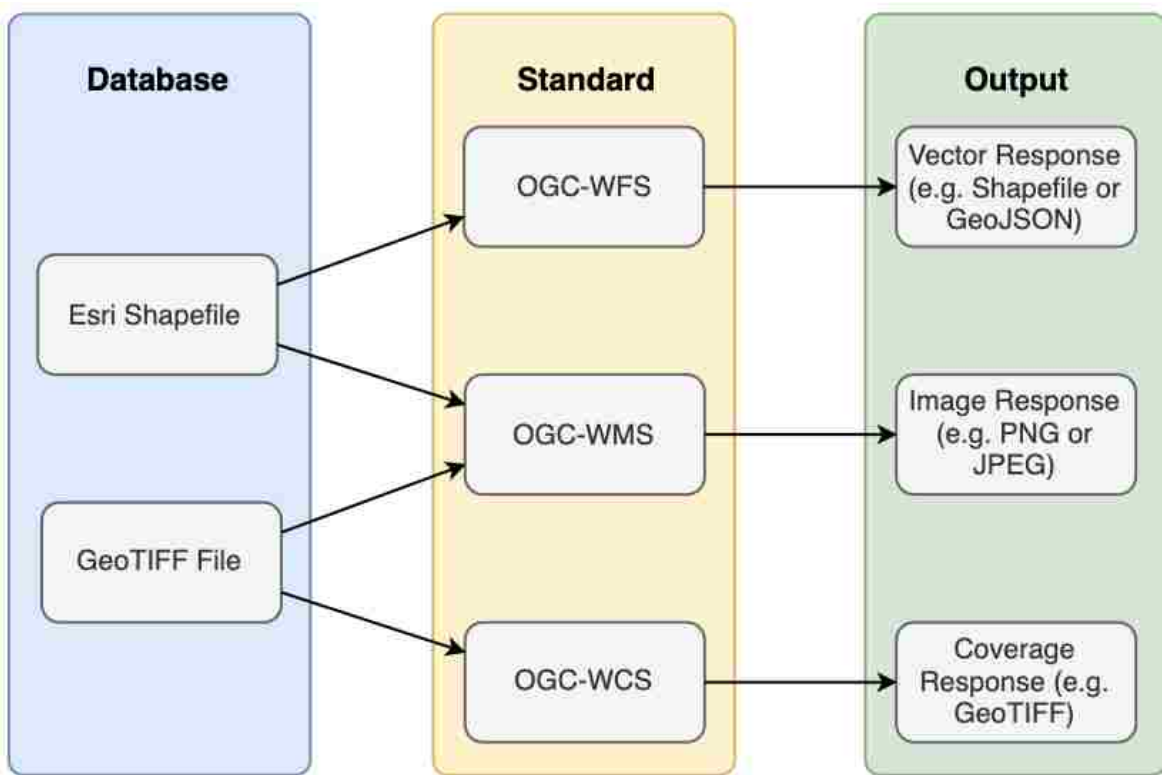 Database
Esri Shapefile
GeoTIFF File
Standard
OGC-WFS
OGC-WMS
OGC-WCS
Output
Vector Response
(e.g. Shapefile or
GeoJSON)
Image Response
(e.g. PNG or
JPEG)
Coverage
Response (e.g.
GeoTIFF)